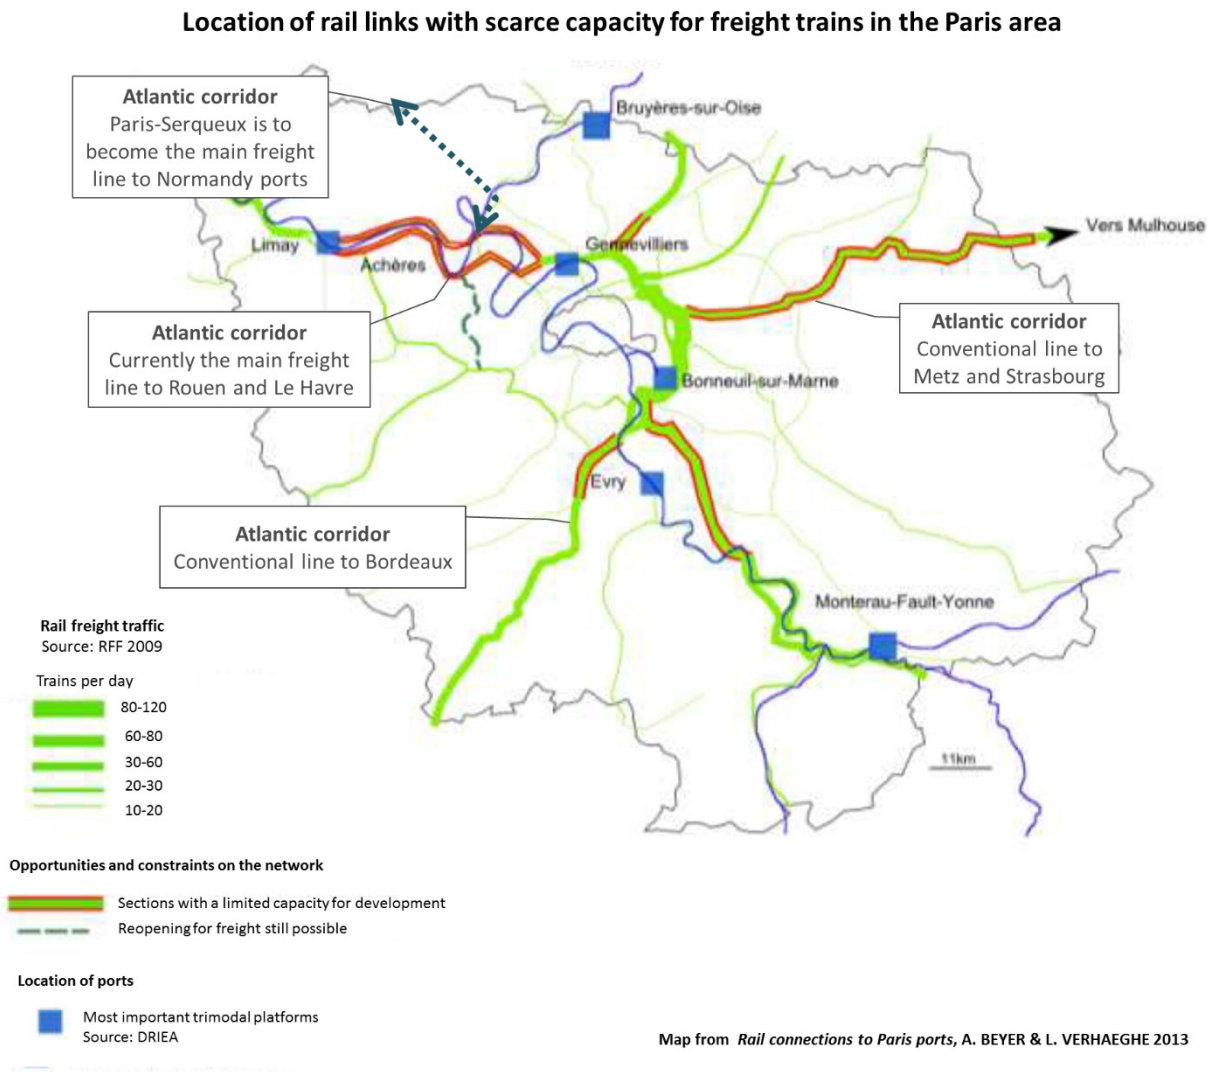 Location of rail links with scarce capacity for freight trains in the Paris area
Atlantic corridor
Paris-Serqueux is to
become the main freight
line to Normandy ports
Bruyères-sur-Oise
Limay
Achères
Gennevilliers
Vers Mulhouse
Atlantic corridor
Currently the main freight
line to Rouen and Le Havre
Atlantic corridor
Conventional line to
Metz and Strasbourg
Bonneuil-sur-Marne
Evry
Atlantic corridor
Conventional line to Bordeaux
Monterau-Fault-Yonne
11km
Rail freight traffic
Source: RFF 2009
Trains per day
80-120
60-80
30-60
20-30
10-20
Opportunities and constraints on the network
Sections with a limited capacity for development
Reopening for freight still possible
Location of ports
Most important trimodal platforms
Source: DRIEA
Map from Rail connections to Paris ports, A. BEYER & L. VERHAEGHE 2013